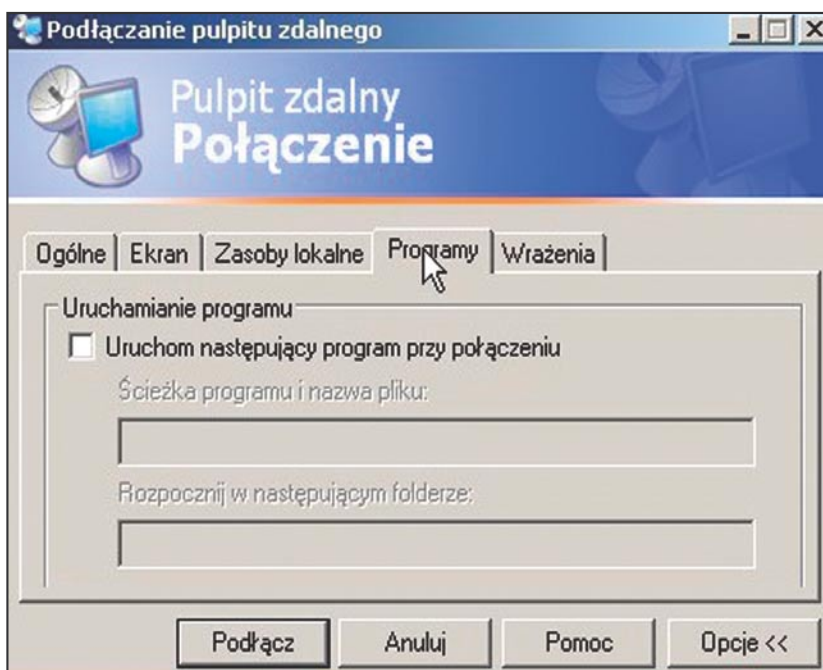 Podłączanie pulpitu zdalnego
Pulpit zdalny
Połączenie
Ogólne Ekran Zasoby lokalne Programy Wrażenia
Uruchamianie programu
Uruchom następujący program przy połączeniu
Ścieżka programu i nazwa pliku:
Rozpocznij w następującym folderze:
Podłącz Anuluj Pomoc Opcje <<